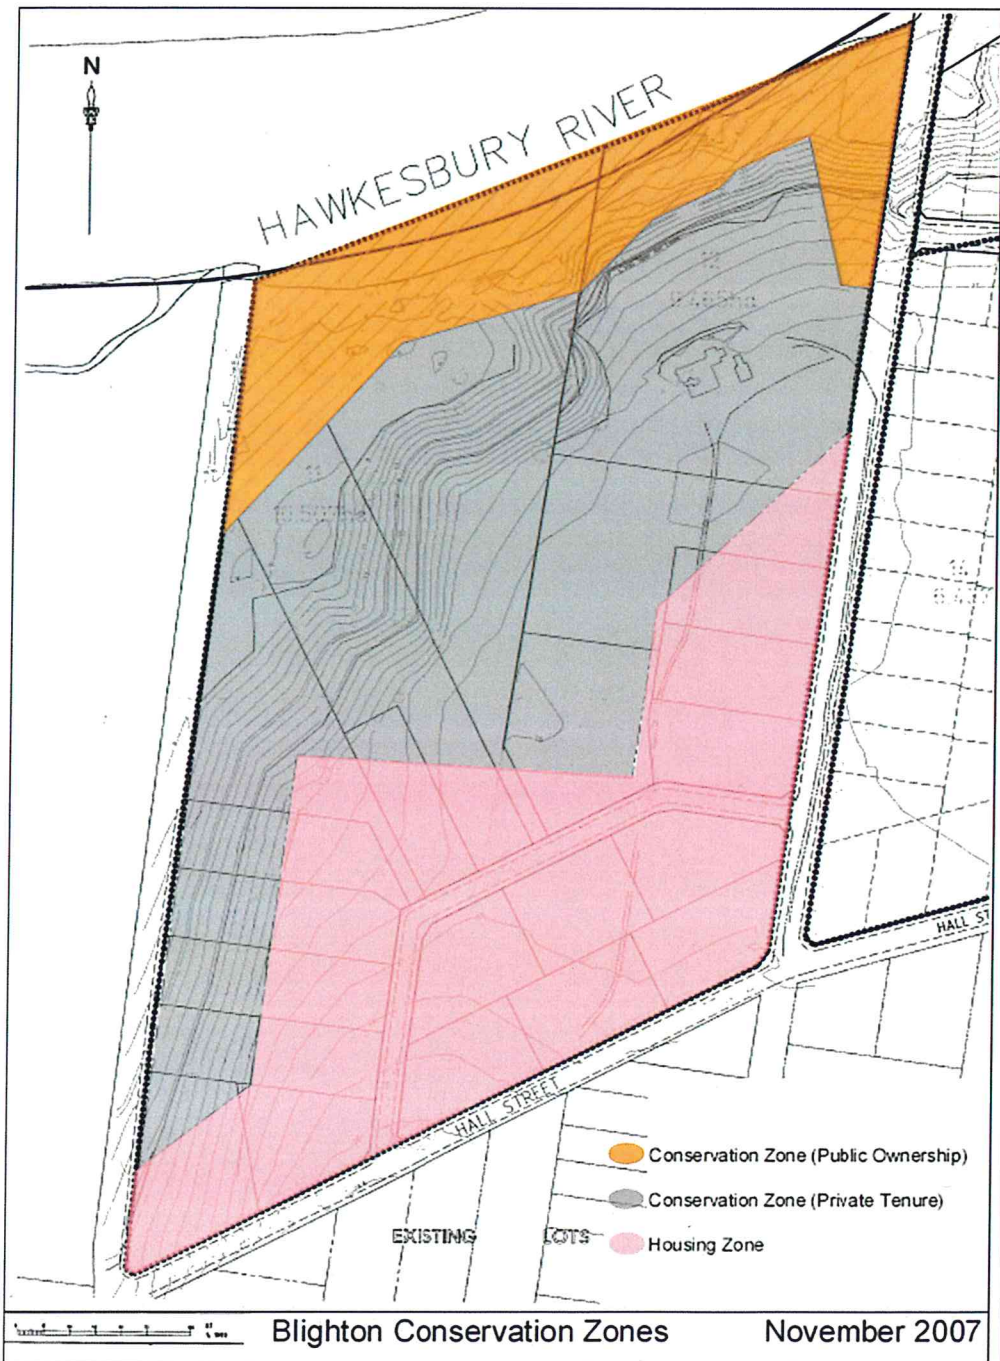 N
HAWKESBURY RIVER
HALL ST
HALL STREET
Conservation Zone (Public Ownership)
Conservation Zone (Private Tenure)
EXISTING LOTS
Housing Zone
Blighton Conservation Zones November 2007